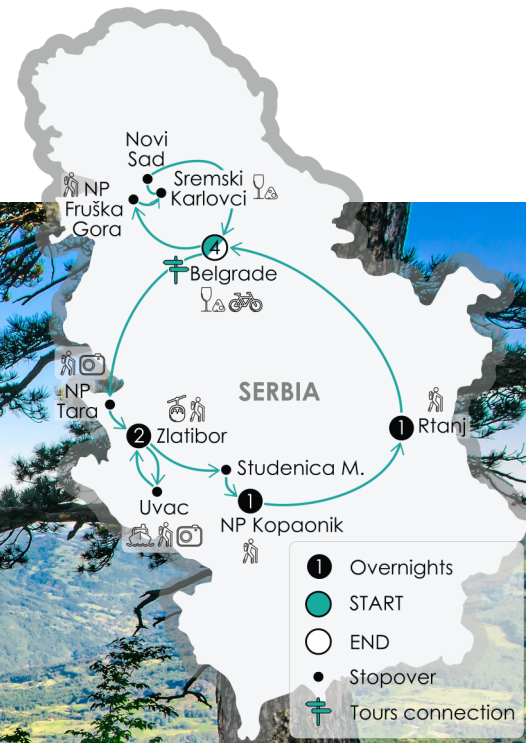 Novi
Sad
Sremski
Karlovci
NP
Fruška
Gora
4
Belgrade
NP
Tara
SERBIA
2 Zlatibor
1 Rtanj
Studenica M.
Uvac
1
NP Kopaonik
1 Overnights
START
END
Stopover
Tours connection